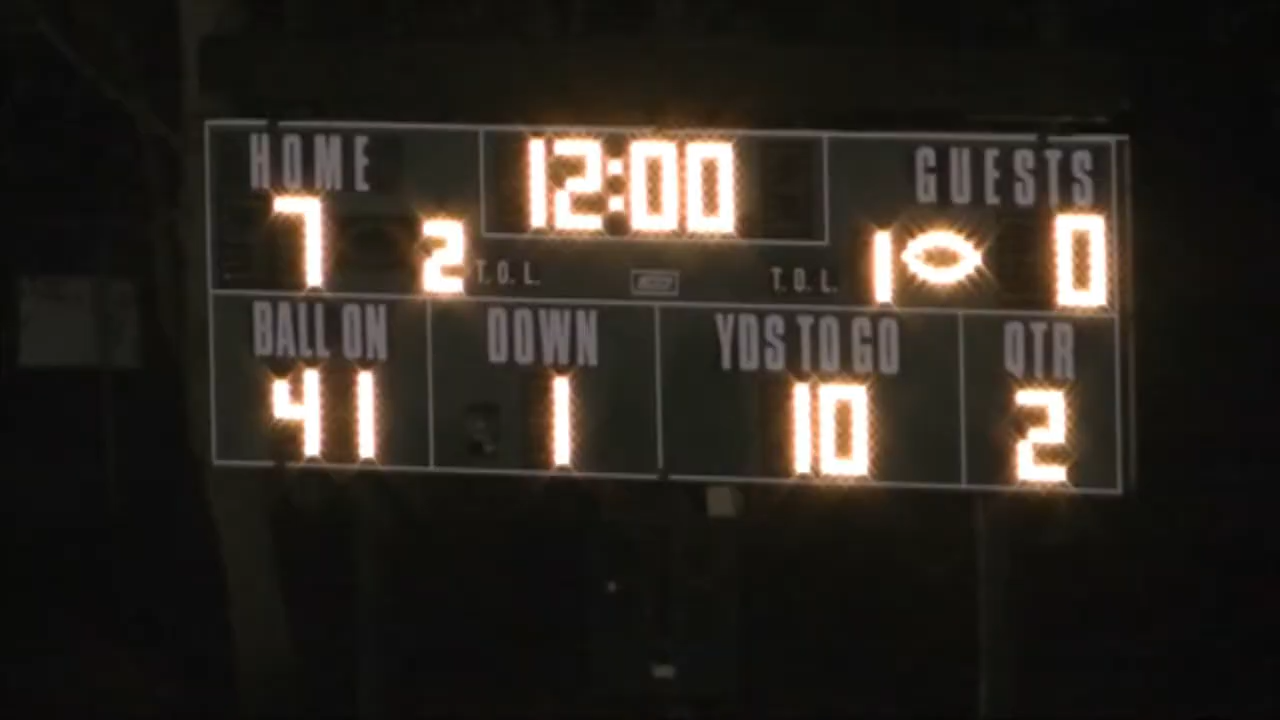 HOME 12:00 GUESTS
7 2 T.O.L. T.O.L. 1 0
BALL ON DOWN YDS TO GO QTR
41 1 10 2